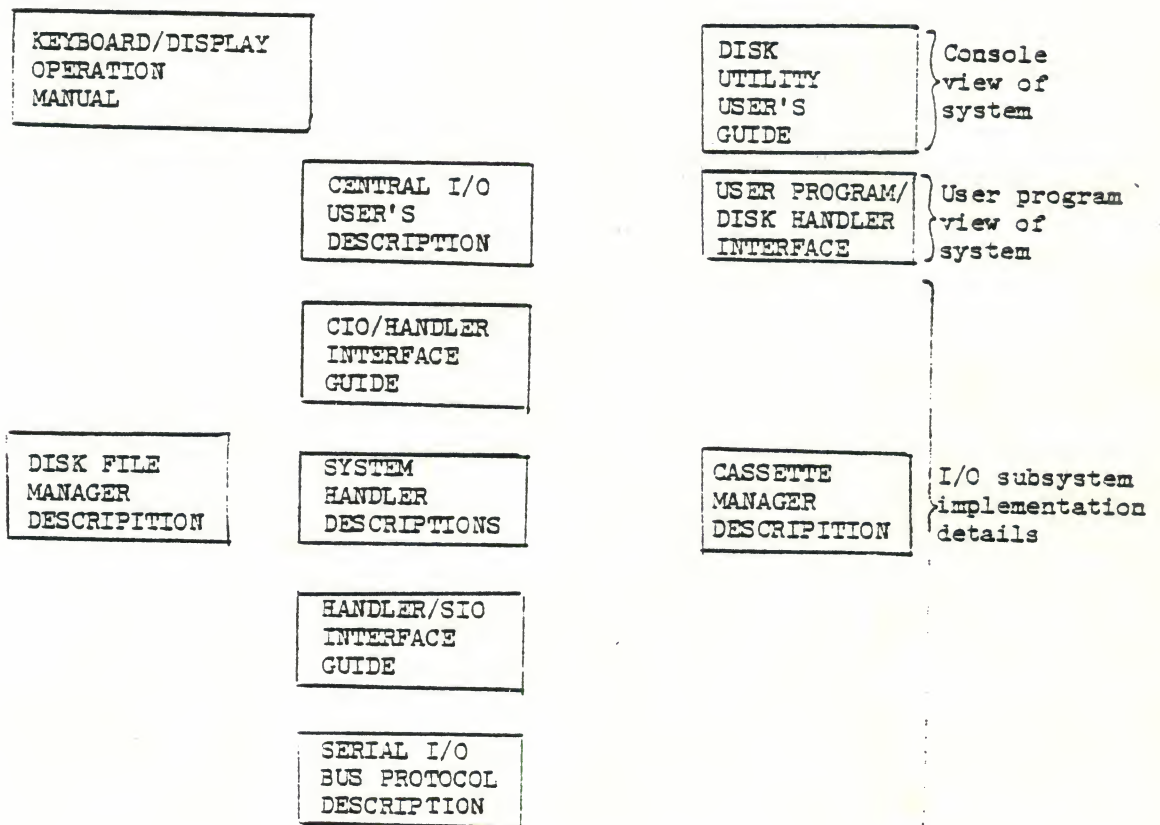 KEYBOARD/DISPLAY
OPERATION
MANUAL
DISK
UTILITY
USER'S
GUIDE
Console
view of
system
CENTRAL I/O
USER'S
DESCRIPTION
USER PROGRAM/
DISK HANDLER
INTERFACE
User program
view of
system
CIO/HANDLER
INTERFACE
GUIDE
DISK FILE
MANAGER
DESCRIPITION
SYSTEM
HANDLER
DESCRIPTIONS
CASSETTE
MANAGER
DESCRIPITION
I/O subsystem
implementation
details
HANDLER/SIO
INTERFACE
GUIDE
SERIAL I/O
BUS PROTOCOL
DESCRIPTION